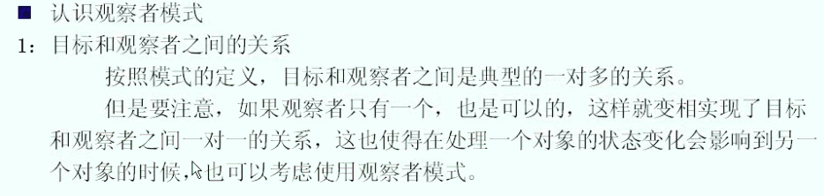 ■ 认识观察者模式
1：目标和观察者之间的关系
按照模式的定义，目标和观察者之间是典型的一对多的关系。
但是要注意，如果观察者只有一个，也是可以的，这样就变相实现了目标
和观察者之间一对一的关系，这也使得在处理一个对象的状态变化会影响到另一
个对象的时候，也可以考虑使用观察者模式。